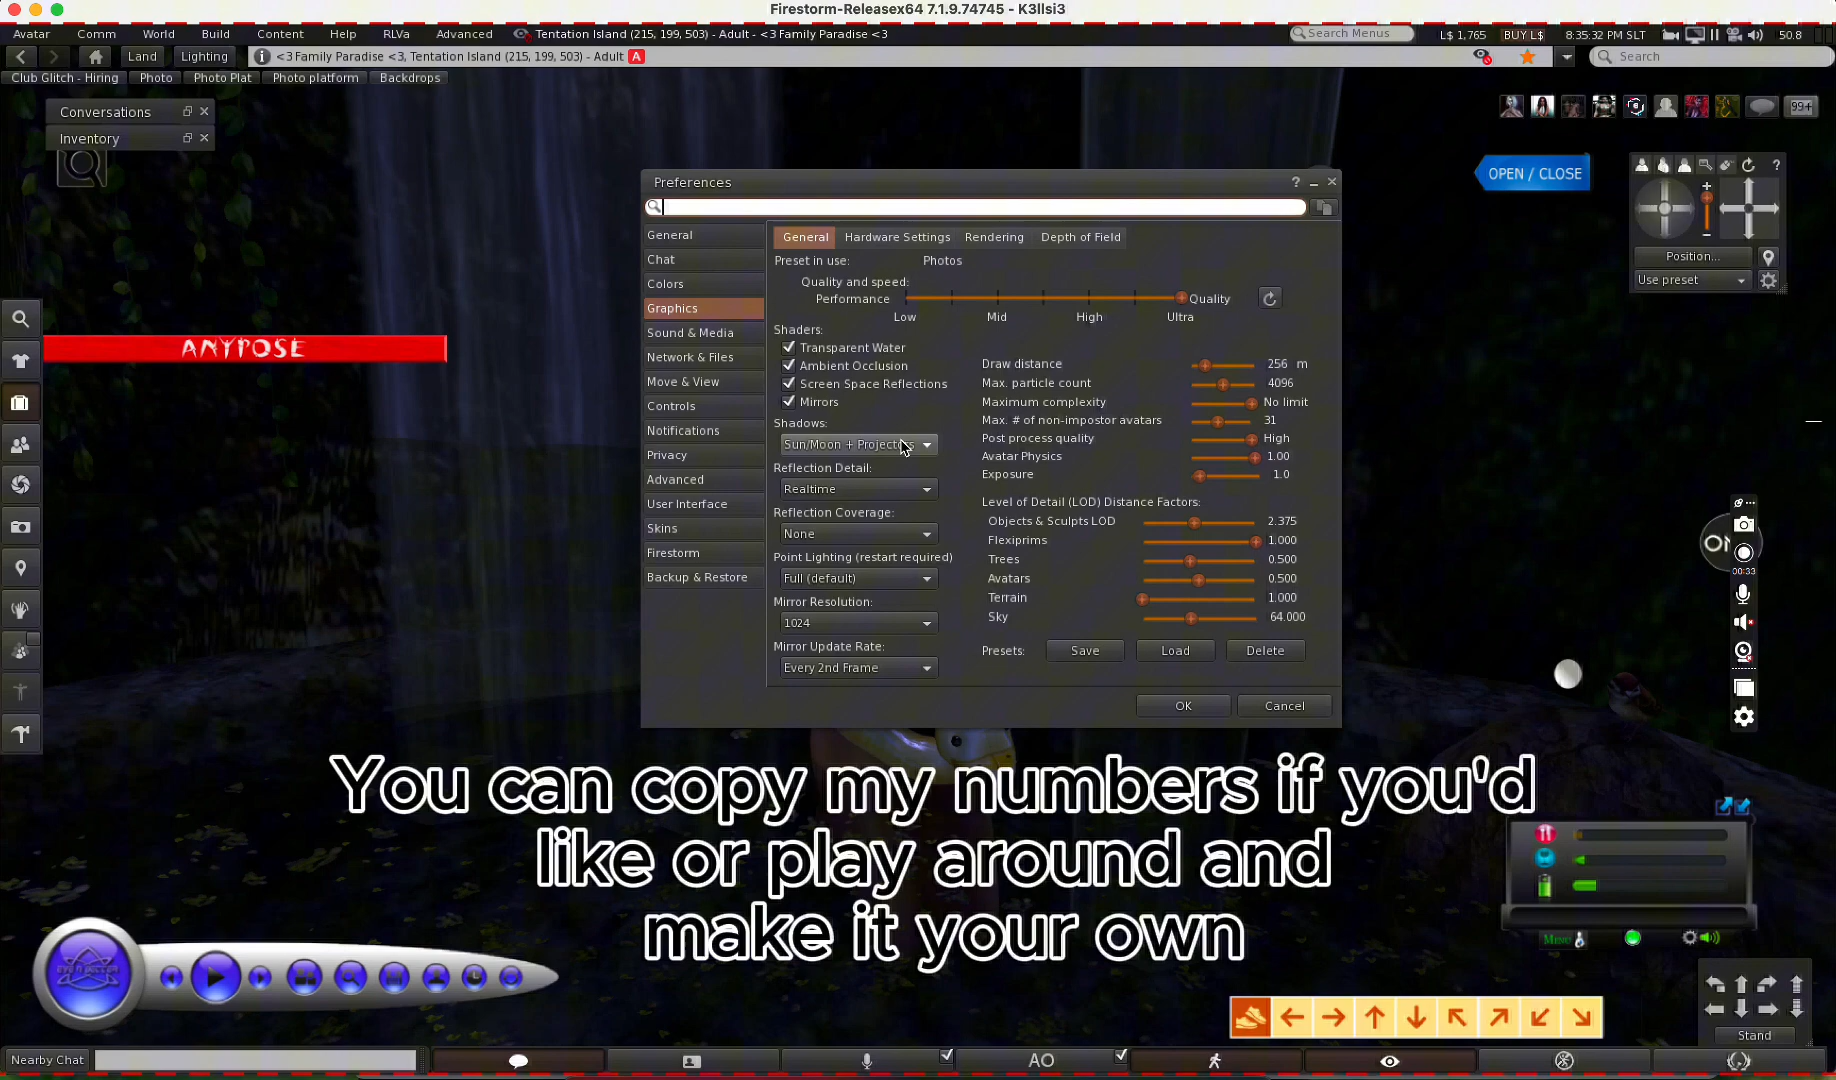 Firestorm-Releasex64 7.1.9.74745 - K3llsi3
Avatar Comm World Build Content Help RLVa Advanced Tentation Island (215, 199, 503) - Adult - <3 Family Paradise <3 Search Menus L$ 1,765 BUY L$ 8:35:32 PM SLT 50.8
Land Lighting <3 Family Paradise <3, Tentation Island (215, 199, 503) - Adult A Search
Club Glitch - Hiring Photo Photo Plat Photo platform Backdrops
Conversations
99+
Inventory
OPEN / CLOSE
?
Position...
Use preset
ANYPOSE
Preferences ?
General
Chat
Colors
Graphics
Sound & Media
Network & Files
Move & View
Controls
Notifications
Privacy
Advanced
User Interface
Skins
Firestorm
Backup & Restore
General Hardware Settings Rendering Depth of Field
Preset in use: Photos
Quality and speed:
Performance Quality
Low Mid High Ultra
Shaders:
Transparent Water
Ambient Occlusion
Screen Space Reflections
Mirrors
Shadows:
Sun/Moon + Projectors
Reflection Detail:
Realtime
Reflection Coverage:
None
Point Lighting (restart required)
Full (default)
Mirror Resolution:
1024
Mirror Update Rate:
Every 2nd Frame
Draw distance 256 m
Max. particle count 4096
Maximum complexity No limit
Max. # of non-impostor avatars 31
Post process quality High
Avatar Physics 1.00
Exposure 1.0
Level of Detail (LOD) Distance Factors:
Objects & Sculpts LOD 2.375
Flexiprims 1.000
Trees 0.500
Avatars 0.500
Terrain 1.000
Sky 64.000
Presets: Save Load Delete
OK Cancel
ON
00:33
You can copy my numbers if you'd
like or play around and
make it your own
MENU
Stand
Nearby Chat AO